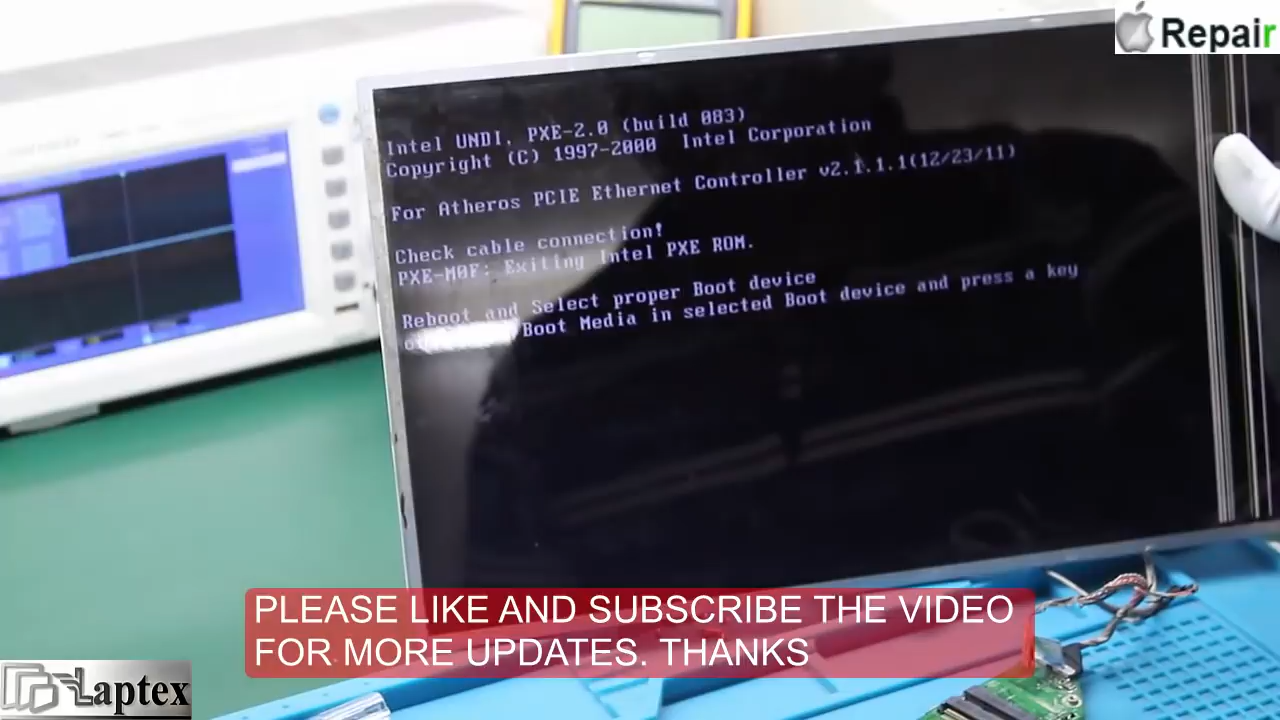 Repair
Intel UNDI, PXE-2.0 (build 083)
Copyright (C) 1997-2000  Intel Corporation
For Atheros PCIE Ethernet Controller v2.1.1.1(12/23/11)
Check cable connection!
PXE-M0F: Exiting Intel PXE ROM.
Reboot and Select proper Boot device
Boot Media in selected Boot device and press a key
PLEASE LIKE AND SUBSCRIBE THE VIDEO
FOR MORE UPDATES. THANKS
Laptex